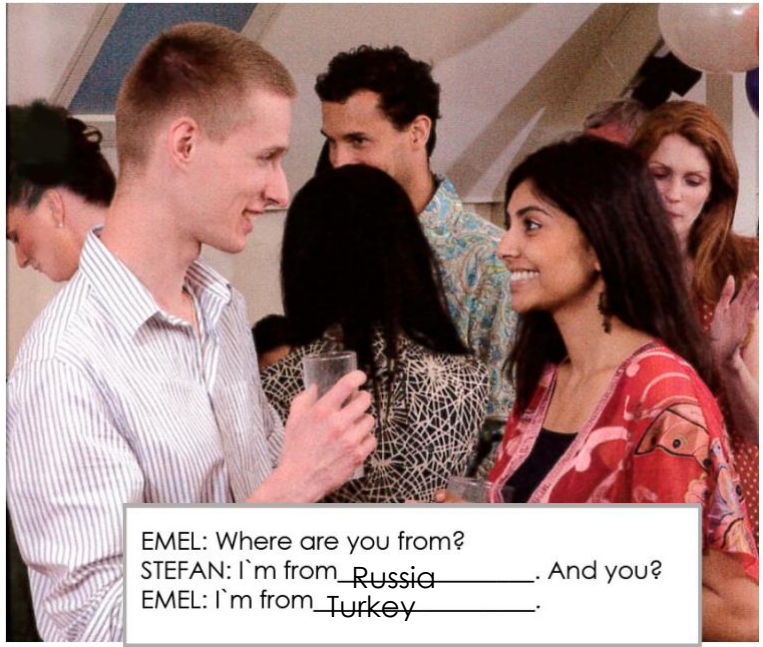 EMEL: Where are you from?
STEFAN: I`m from Russia. And you?
EMEL: I`m from Turkey.